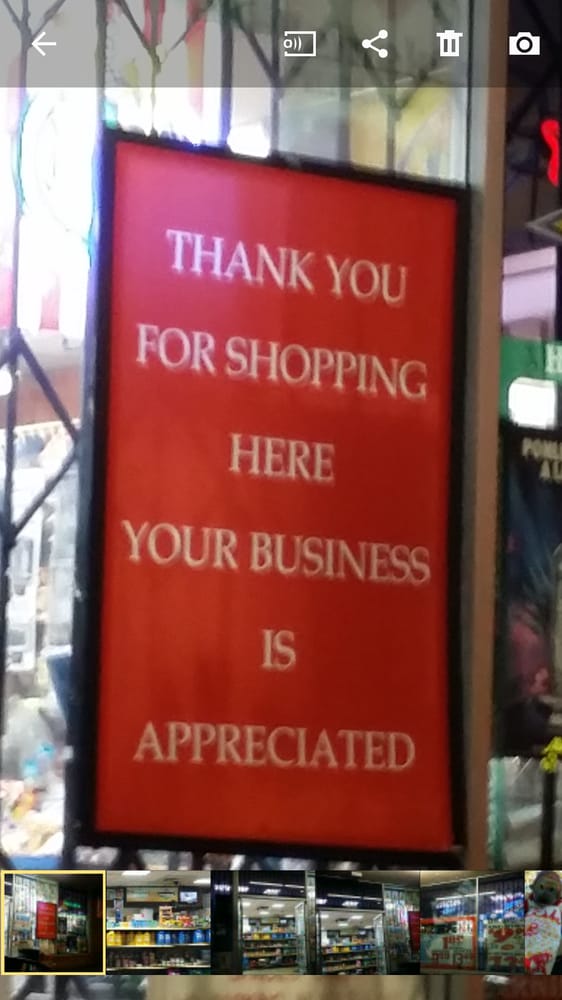 THANK YOU
FOR SHOPPING
HERE
YOUR BUSINESS
IS
APPRECIATED